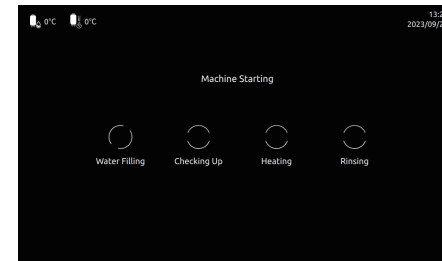 0°C 0°C 13:2
2023/09/2
Machine Starting
Water Filling Checking Up Heating Rinsing